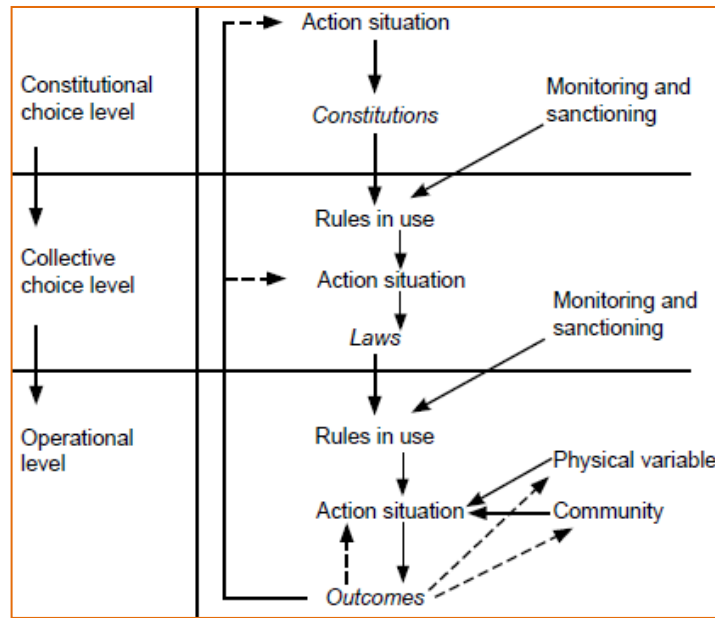 Action situation
Constitutional
choice level
Constitutions
Monitoring and
sanctioning
Rules in use
Collective
choice level
Action situation
Laws
Monitoring and
sanctioning
Operational
level
Rules in use
Physical variable
Action situation
Community
Outcomes